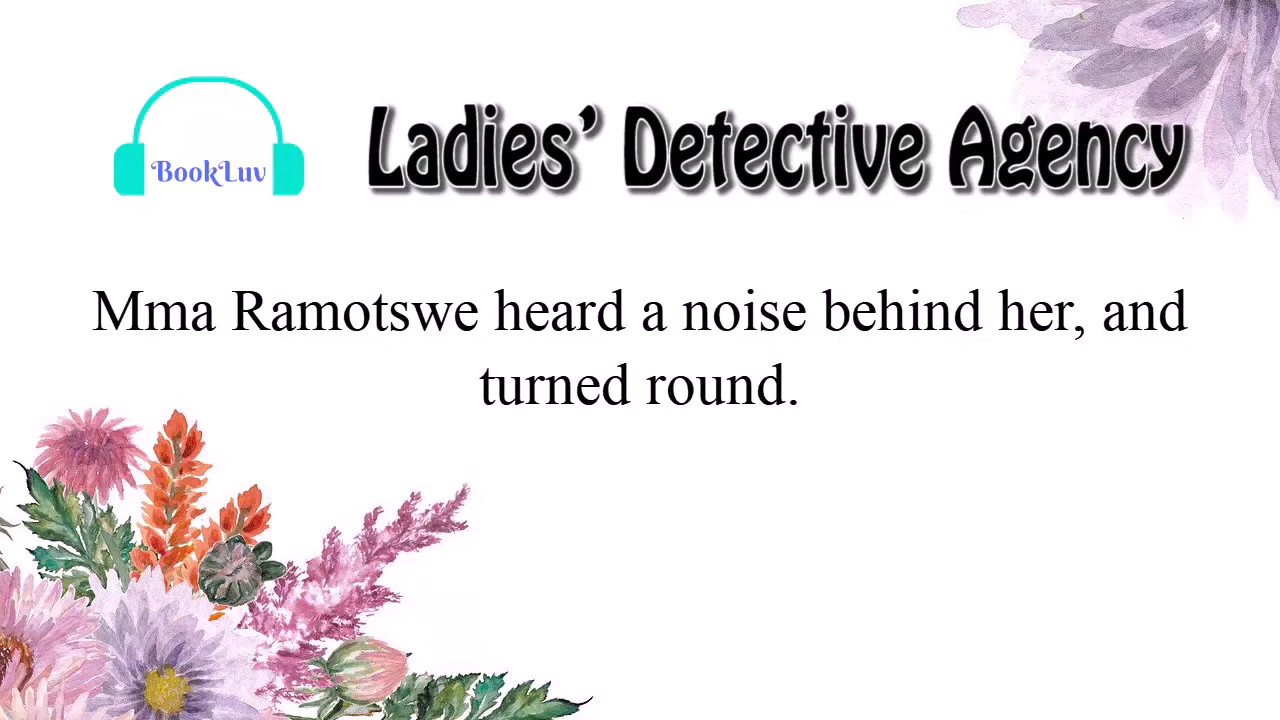 BookLuv
Ladies’ Detective Agency
Mma Ramotswe heard a noise behind her, and
turned round.